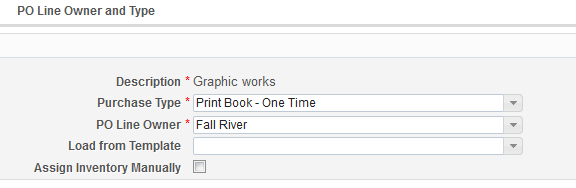 PO Line Owner and Type
Description * Graphic works
Purchase Type * Print Book - One Time
PO Line Owner * Fall River
Load from Template
Assign Inventory Manually